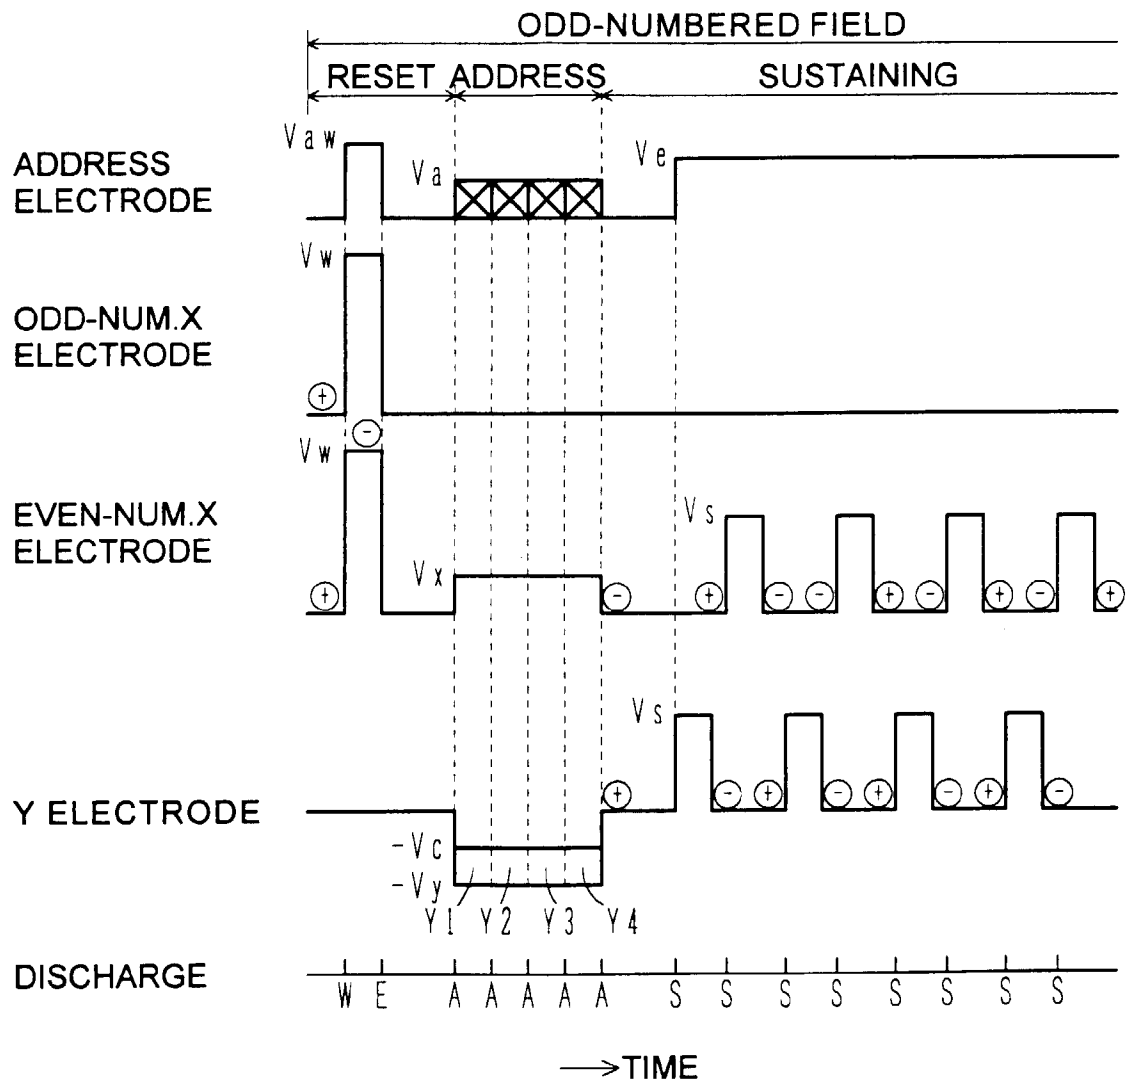 ODD-NUMBERED FIELD
RESET ADDRESS SUSTAINING
ADDRESS
ELECTRODE
Vaw
Va
Ve
ODD-NUM.X
ELECTRODE
Vw
+
-
EVEN-NUM.X
ELECTRODE
Vw
Vx
Vs
+ - + - - + - + - +
Y ELECTRODE
Vs
+ - + - + - + -
-Vc
-Vy
Y1 Y2 Y3 Y4
DISCHARGE
W E A A A A A S S S S S S S S
→TIME